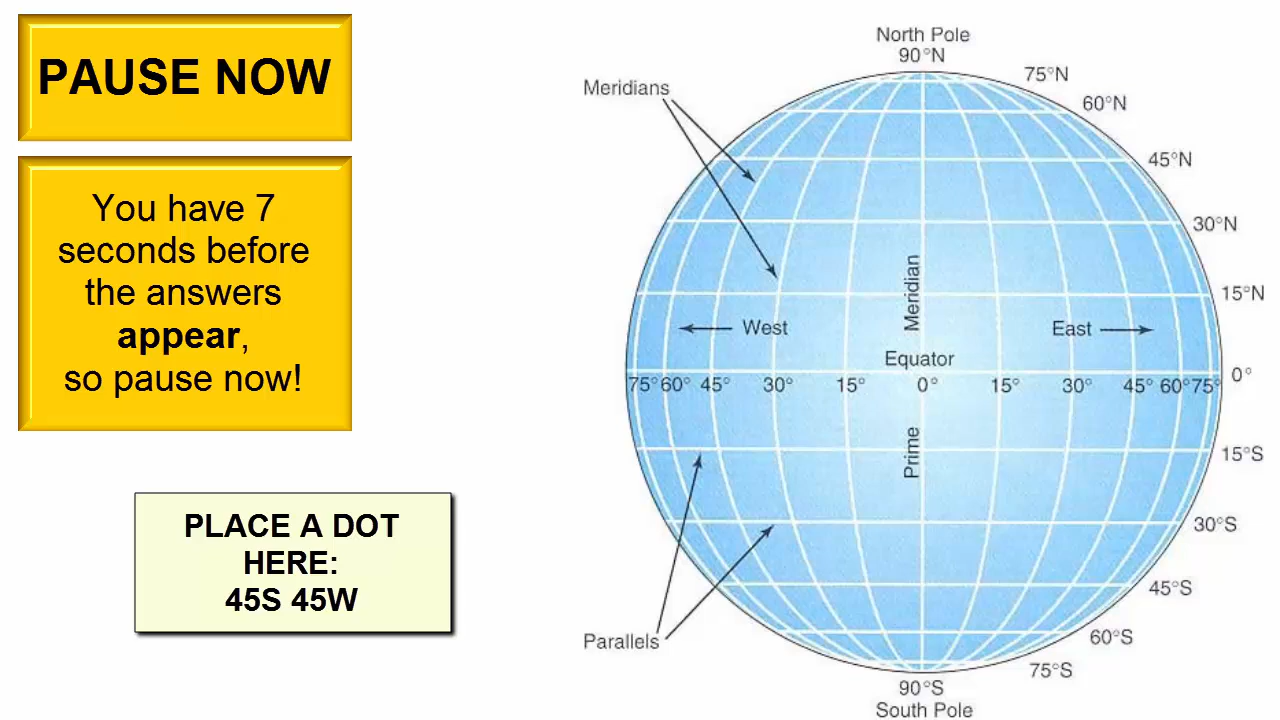 PAUSE NOW
You have 7
seconds before
the answers
appear,
so pause now!
PLACE A DOT
HERE:
45S 45W
North Pole
90°N
75°N
60°N
45°N
30°N
15°N
0°
15°S
30°S
45°S
60°S
75°S
90°S
South Pole
Meridians
Meridian
West
East
Equator
75° 60° 45° 30° 15° 0° 15° 30° 45° 60° 75°
Prime
Parallels